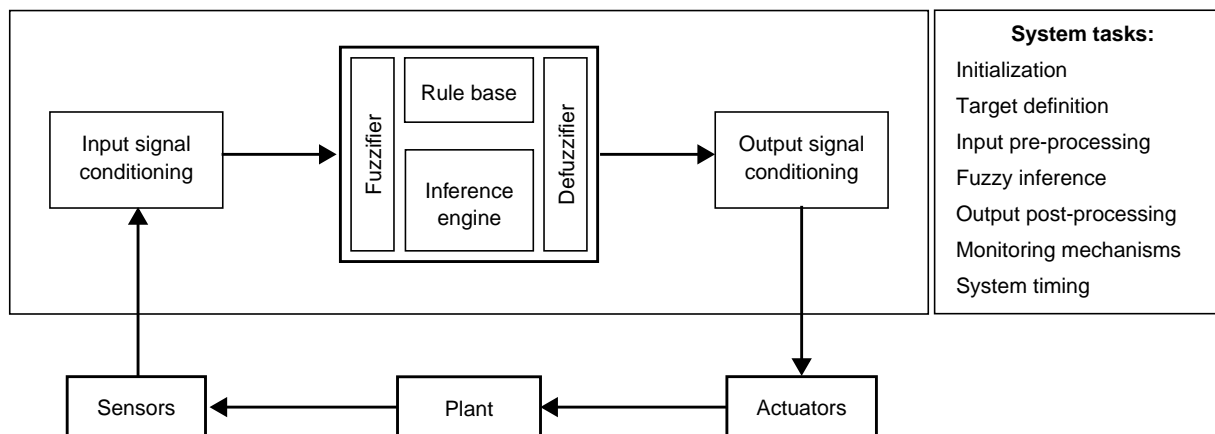 Input signal
conditioning
Fuzzifier
Rule base
Inference
engine
Defuzzifier
Output signal
conditioning
System tasks:
Initialization
Target definition
Input pre-processing
Fuzzy inference
Output post-processing
Monitoring mechanisms
System timing
Sensors
Plant
Actuators